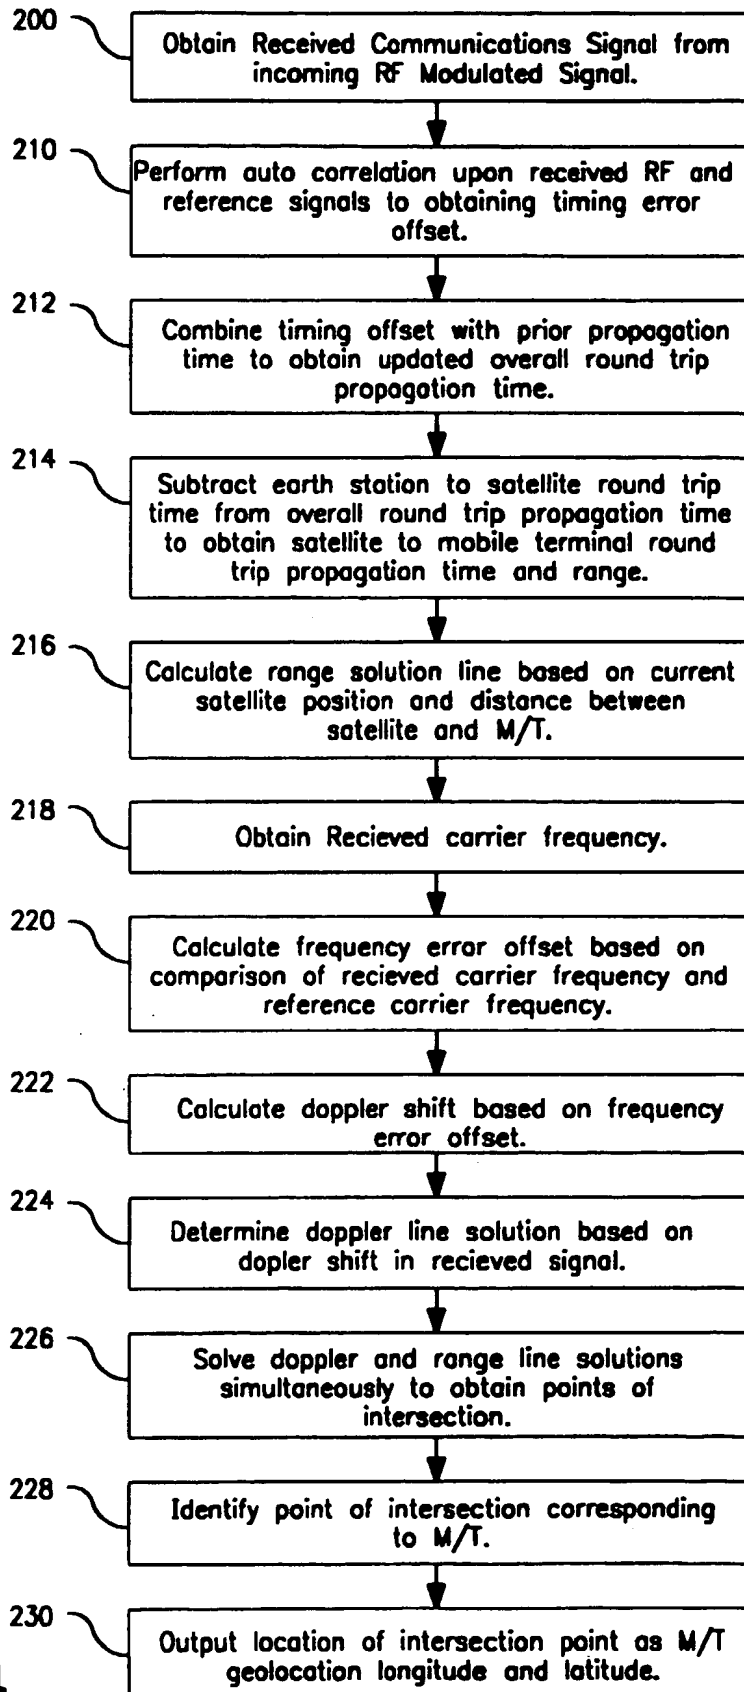 200
Obtain Received Communications Signal from
incoming RF Modulated Signal.
210
Perform auto correlation upon received RF and
reference signals to obtaining timing error
offset.
212
Combine timing offset with prior propagation
time to obtain updated overall round trip
propagation time.
214
Subtract earth station to satellite round trip
time from overall round trip propagation time
to obtain satellite to mobile terminal round
trip propagation time and range.
216
Calculate range solution line based on current
satellite position and distance between
satellite and M/T.
218
Obtain Recieved carrier frequency.
220
Calculate frequency error offset based on
comparison of recieved carrier frequency and
reference carrier frequency.
222
Calculate doppler shift based on frequency
error offset.
224
Determine doppler line solution based on
dopler shift in recieved signal.
226
Solve doppler and range line solutions
simultaneously to obtain points of
intersection.
228
Identify point of intersection corresponding
to M/T.
230
Output location of intersection point as M/T
geolocation longitude and latitude.